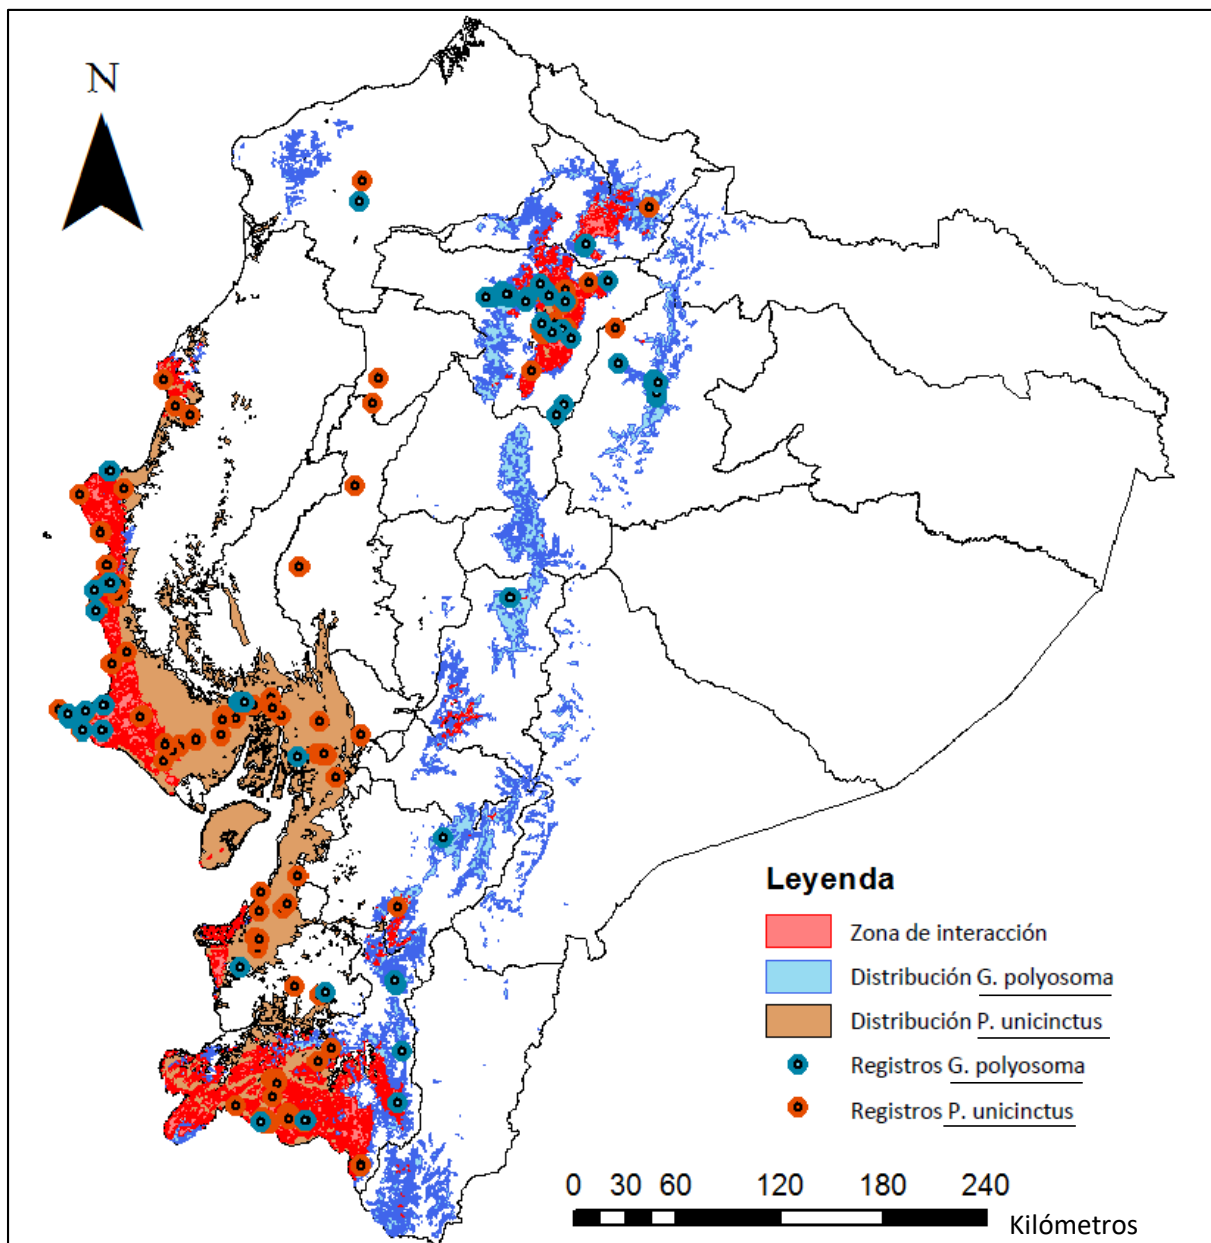 N
Leyenda
Zona de interacción
Distribución G. polyosoma
Distribución P. unicinctus
Registros G. polyosoma
Registros P. unicinctus
0 30 60 120 180 240
Kilómetros